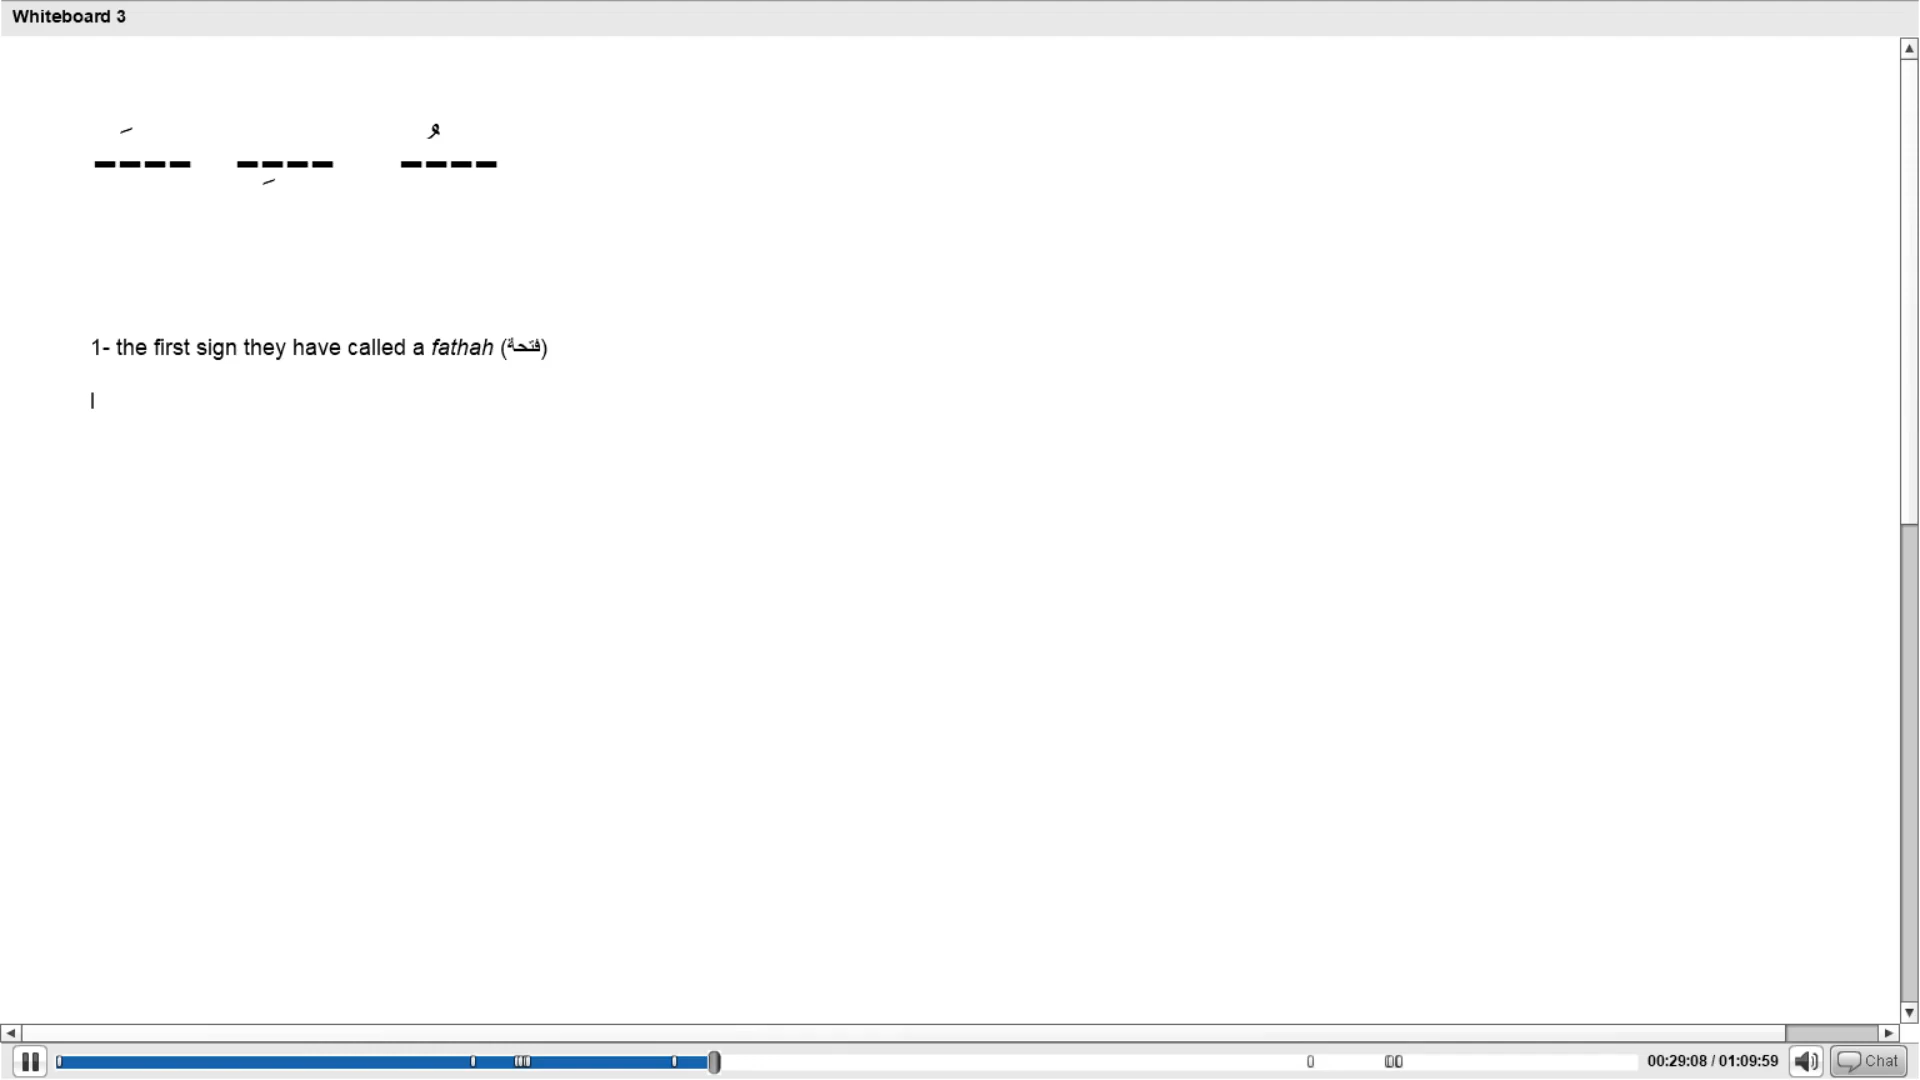 Whiteboard 3
َ ُ
---- ---- ----
َ
1- the first sign they have called a fathah (فتحة)
00:29:08 / 01:09:59
Chat